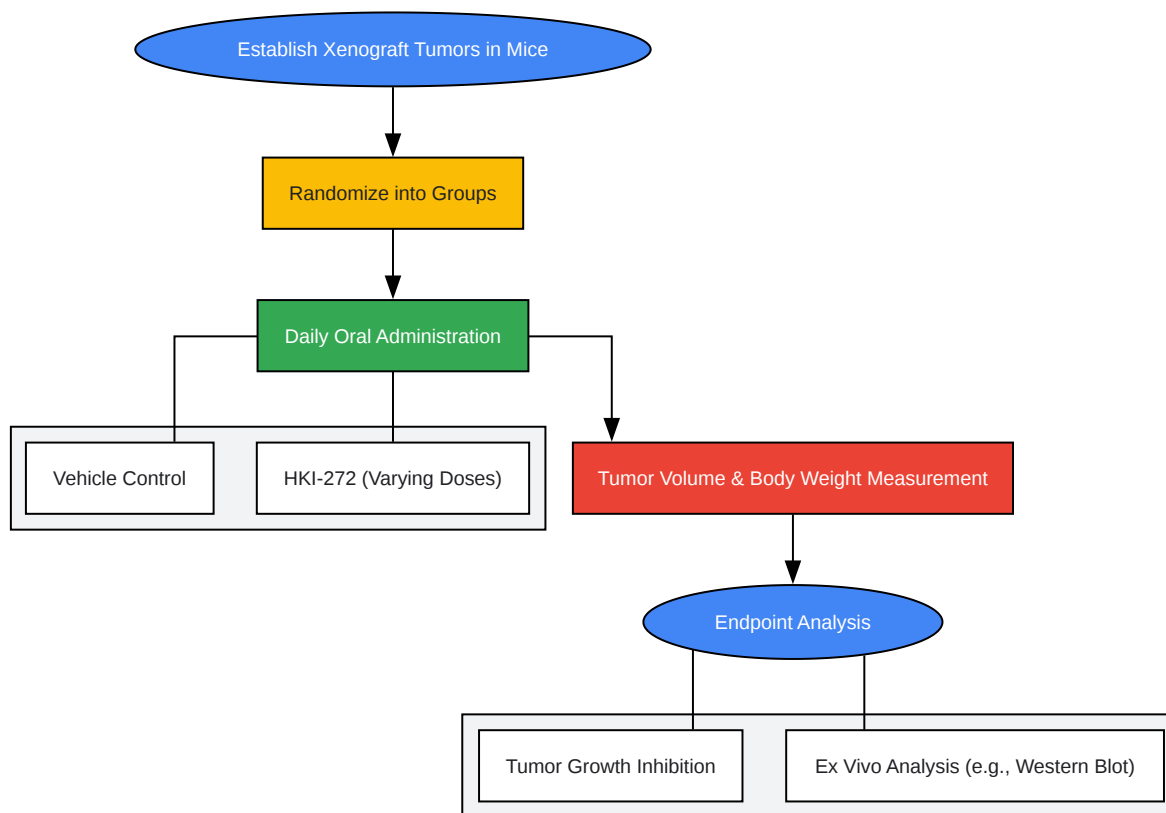 Establish Xenograft Tumors in Mice
Randomize into Groups
Daily Oral Administration
Vehicle Control
HKI-272 (Varying Doses)
Tumor Volume & Body Weight Measurement
Endpoint Analysis
Tumor Growth Inhibition
Ex Vivo Analysis (e.g., Western Blot)